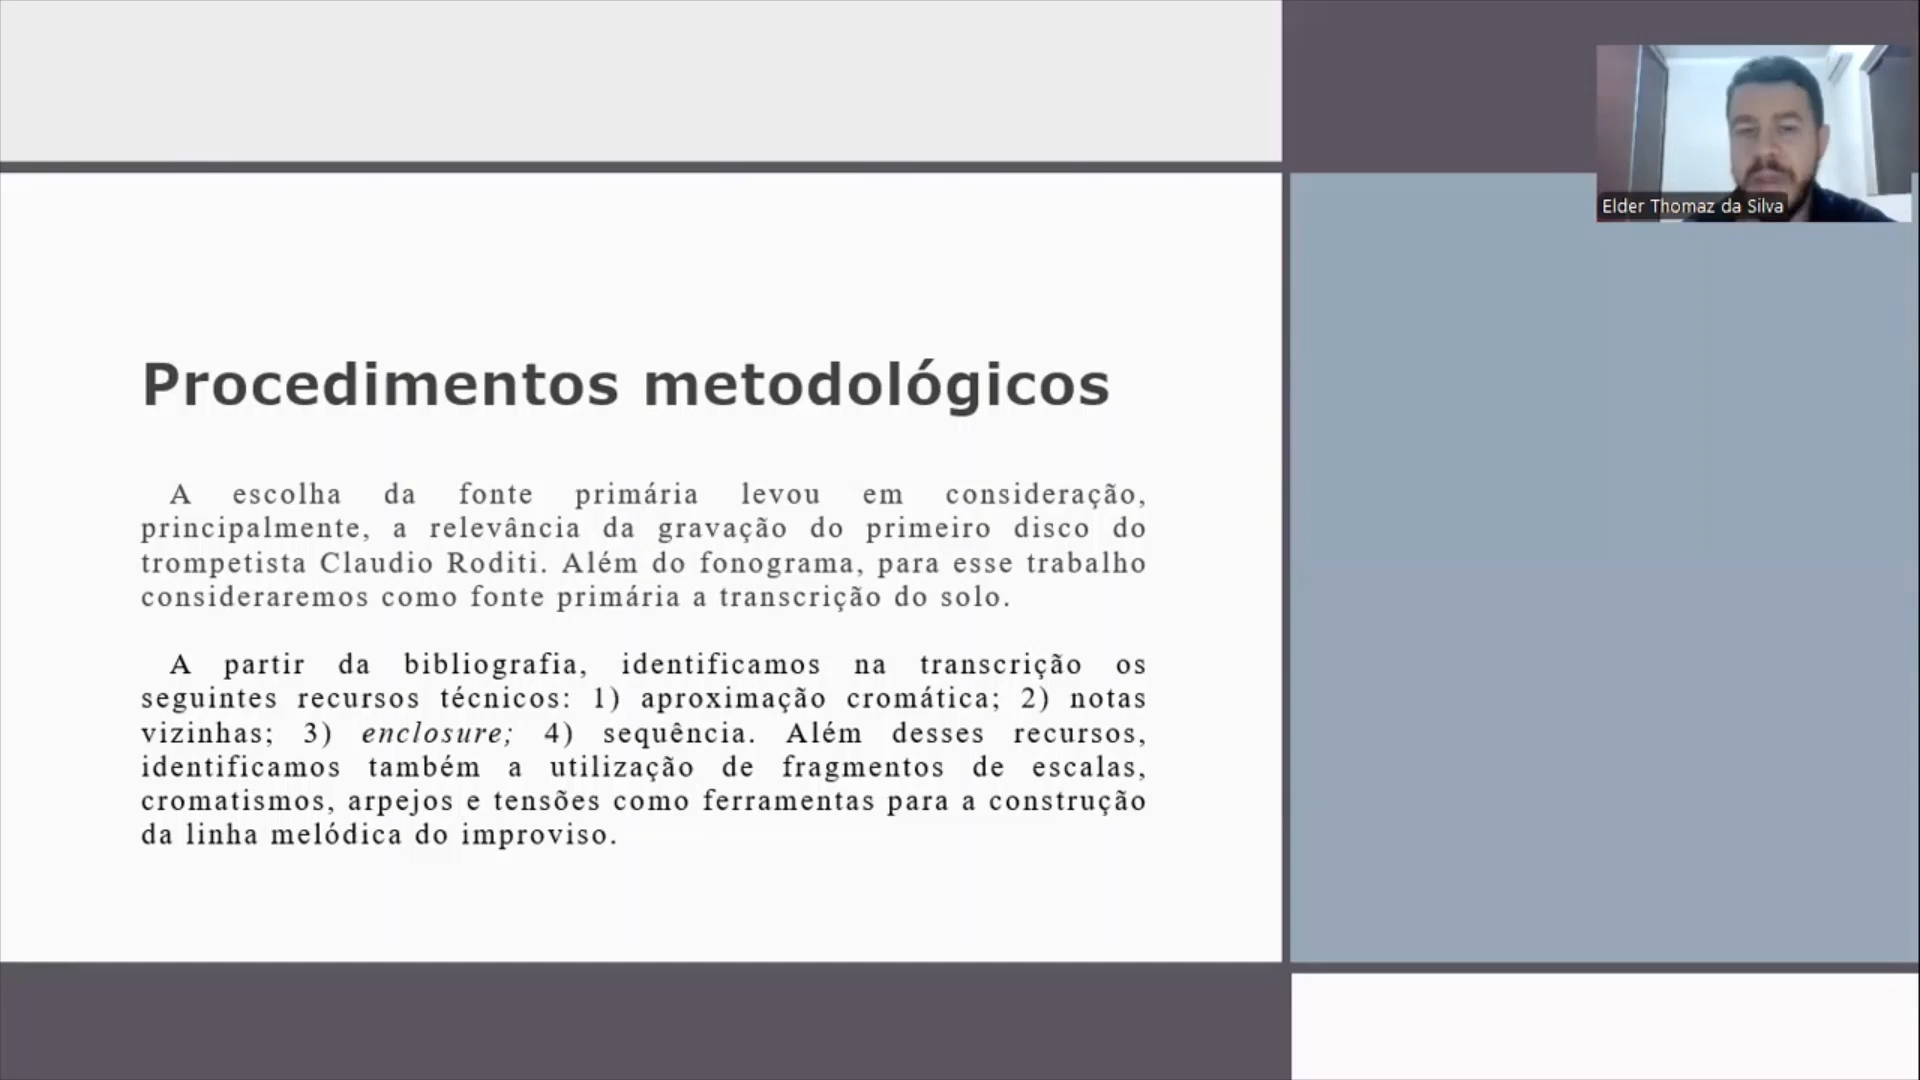 Elder Thomaz da Silva
Procedimentos metodológicos
A escolha da fonte primária levou em consideração,
principalmente, a relevância da gravação do primeiro disco do
trompetista Claudio Roditi. Além do fonograma, para esse trabalho
consideraremos como fonte primária a transcrição do solo.
A partir da bibliografia, identificamos na transcrição os
seguintes recursos técnicos: 1) aproximação cromática; 2) notas
vizinhas; 3) enclosure; 4) sequência. Além desses recursos,
identificamos também a utilização de fragmentos de escalas,
cromatismos, arpejos e tensões como ferramentas para a construção
da linha melódica do improviso.